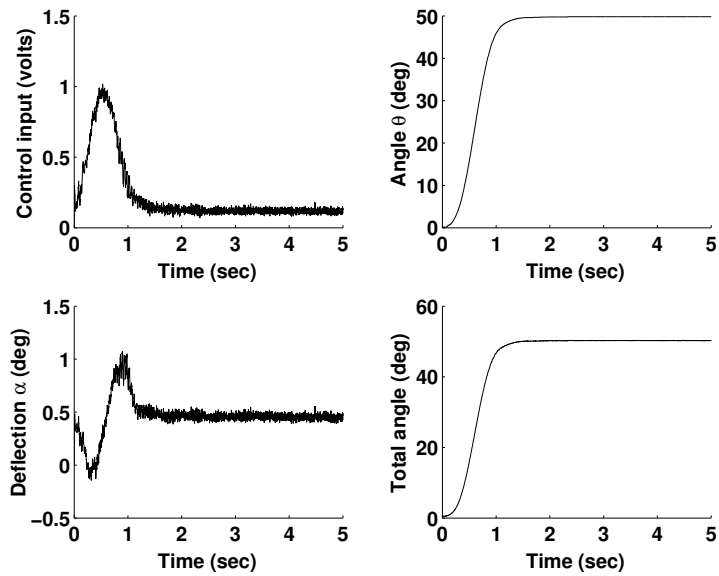 Control input (volts)
1.5
1
0.5
0
0 1 2 3 4 5
Time (sec)
Angle θ (deg)
50
40
30
20
10
0
0 1 2 3 4 5
Time (sec)
Deflection α (deg)
1.5
1
0.5
0
−0.5
0 1 2 3 4 5
Time (sec)
Total angle (deg)
60
40
20
0
0 1 2 3 4 5
Time (sec)